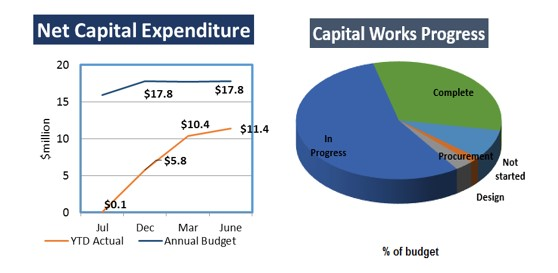 Net Capital Expenditure
20
15
10
5
0
$million
$17.8
$17.8
$10.4
$11.4
$5.8
$0.1
Jul Dec Mar June
YTD Actual Annual Budget
Capital Works Progress
Complete
In
Progress
Procurement
Not
started
Design
% of budget